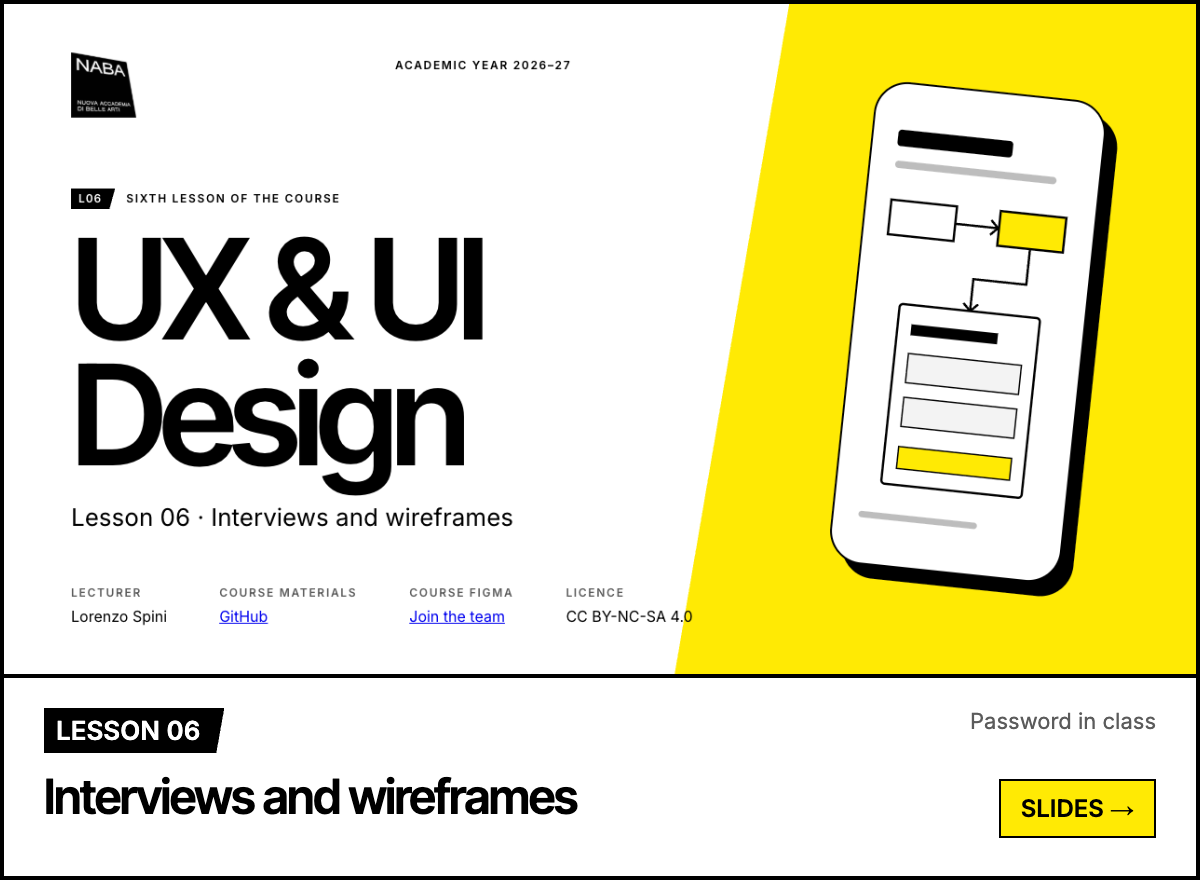 NABA
NUOVA ACCADEMIA
DI BELLE ARTI
ACADEMIC YEAR 2026–27
L06
SIXTH LESSON OF THE COURSE
UX & UI
Design
Lesson 06 · Interviews and wireframes
LECTURER
Lorenzo Spini
COURSE MATERIALS
GitHub
COURSE FIGMA
Join the team
LICENCE
CC BY-NC-SA 4.0
LESSON 06
Password in class
Interviews and wireframes
SLIDES →